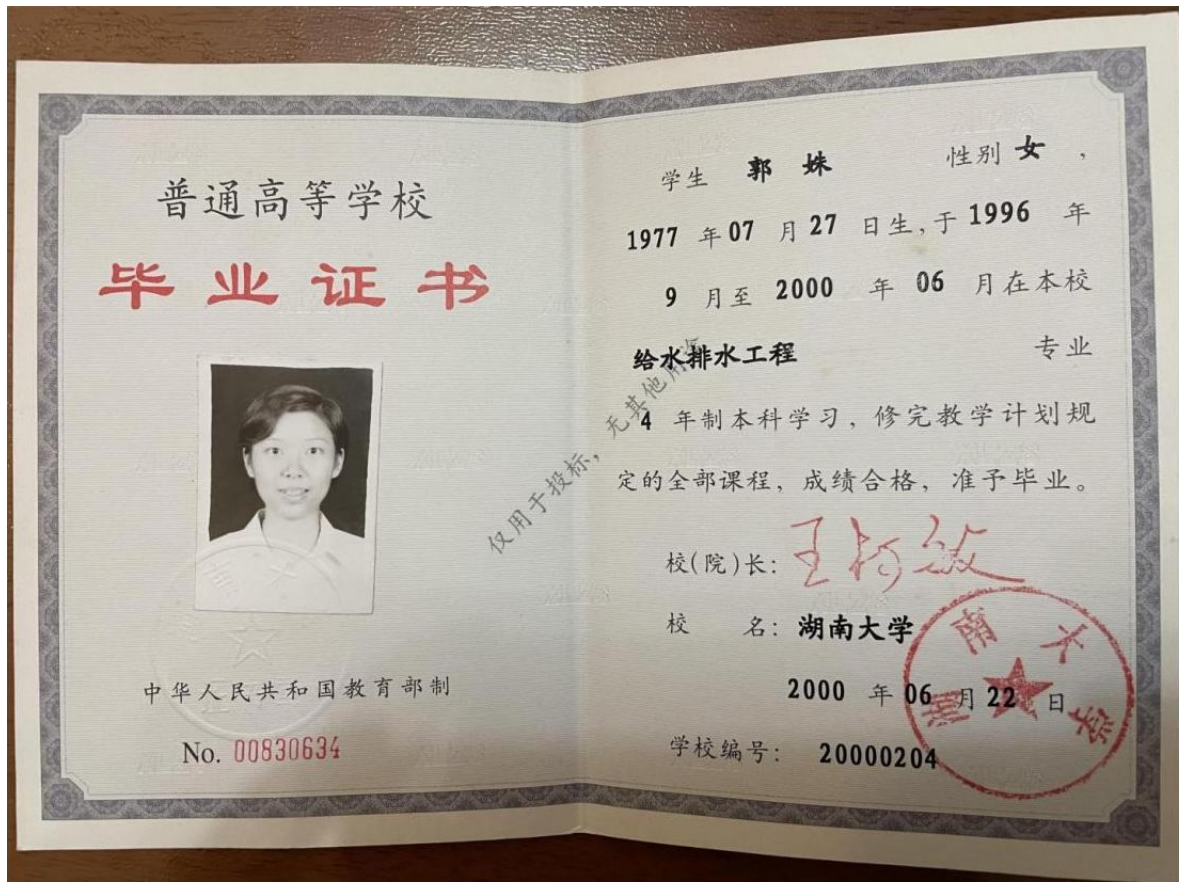 普通高等学校
毕业证书
中华人民共和国教育部制
No. 00830634
学生 郭 姝 性别 女,
1977 年 07 月 27 日生,于 1996 年
9 月至 2000 年 06 月在本校
给水排水工程 专业
4 年制本科学习,修完教学计划规
定的全部课程,成绩合格,准予毕业。
校(院)长:
校 名:湖南大学
2000 年 06 月 22 日
学校编号: 20000204
湖南大学
仅用于投标,无其他用途